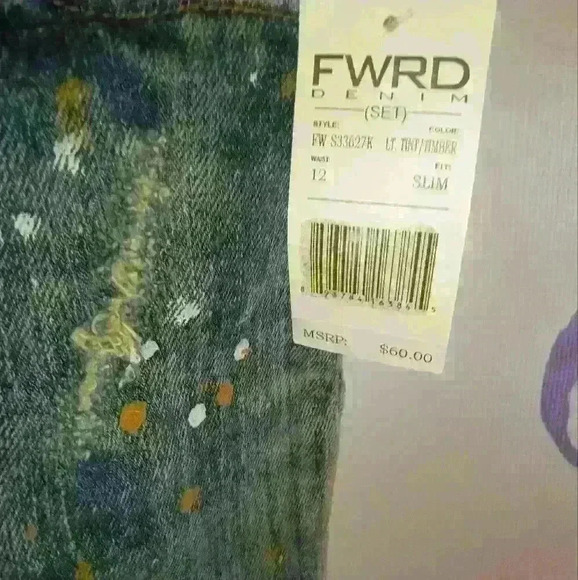 FWRD
DENIM
(SET)
STYLE: COLOR:
FW S33627K LT. TINT/TIMBER
WAIST FIT:
12 SLIM
MSRP: $60.00